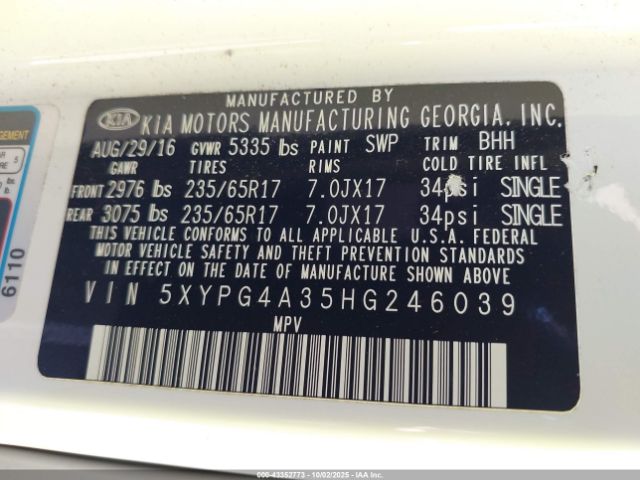 MANUFACTURED BY
KIA KIA MOTORS MANUFACTURING GEORGIA, INC.
AUG/29/16 GVWR 5335 lbs PAINT SWP TRIM BHH
GAWR TIRES RIMS COLD TIRE INFL
FRONT 2976 lbs 235/65R17 7.0JX17 34psi SINGLE
REAR 3075 lbs 235/65R17 7.0JX17 34psi SINGLE
THIS VEHICLE CONFORMS TO ALL APPLICABLE U.S.A. FEDERAL
MOTOR VEHICLE SAFETY AND THEFT PREVENTION STANDARDS
IN EFFECT ON THE DATE OF MANUFACTURE SHOWN ABOVE.
VIN 5XYPG4A35HG246039
MPV
6110
000-43352773 - 10/02/2025 - IAA Inc.